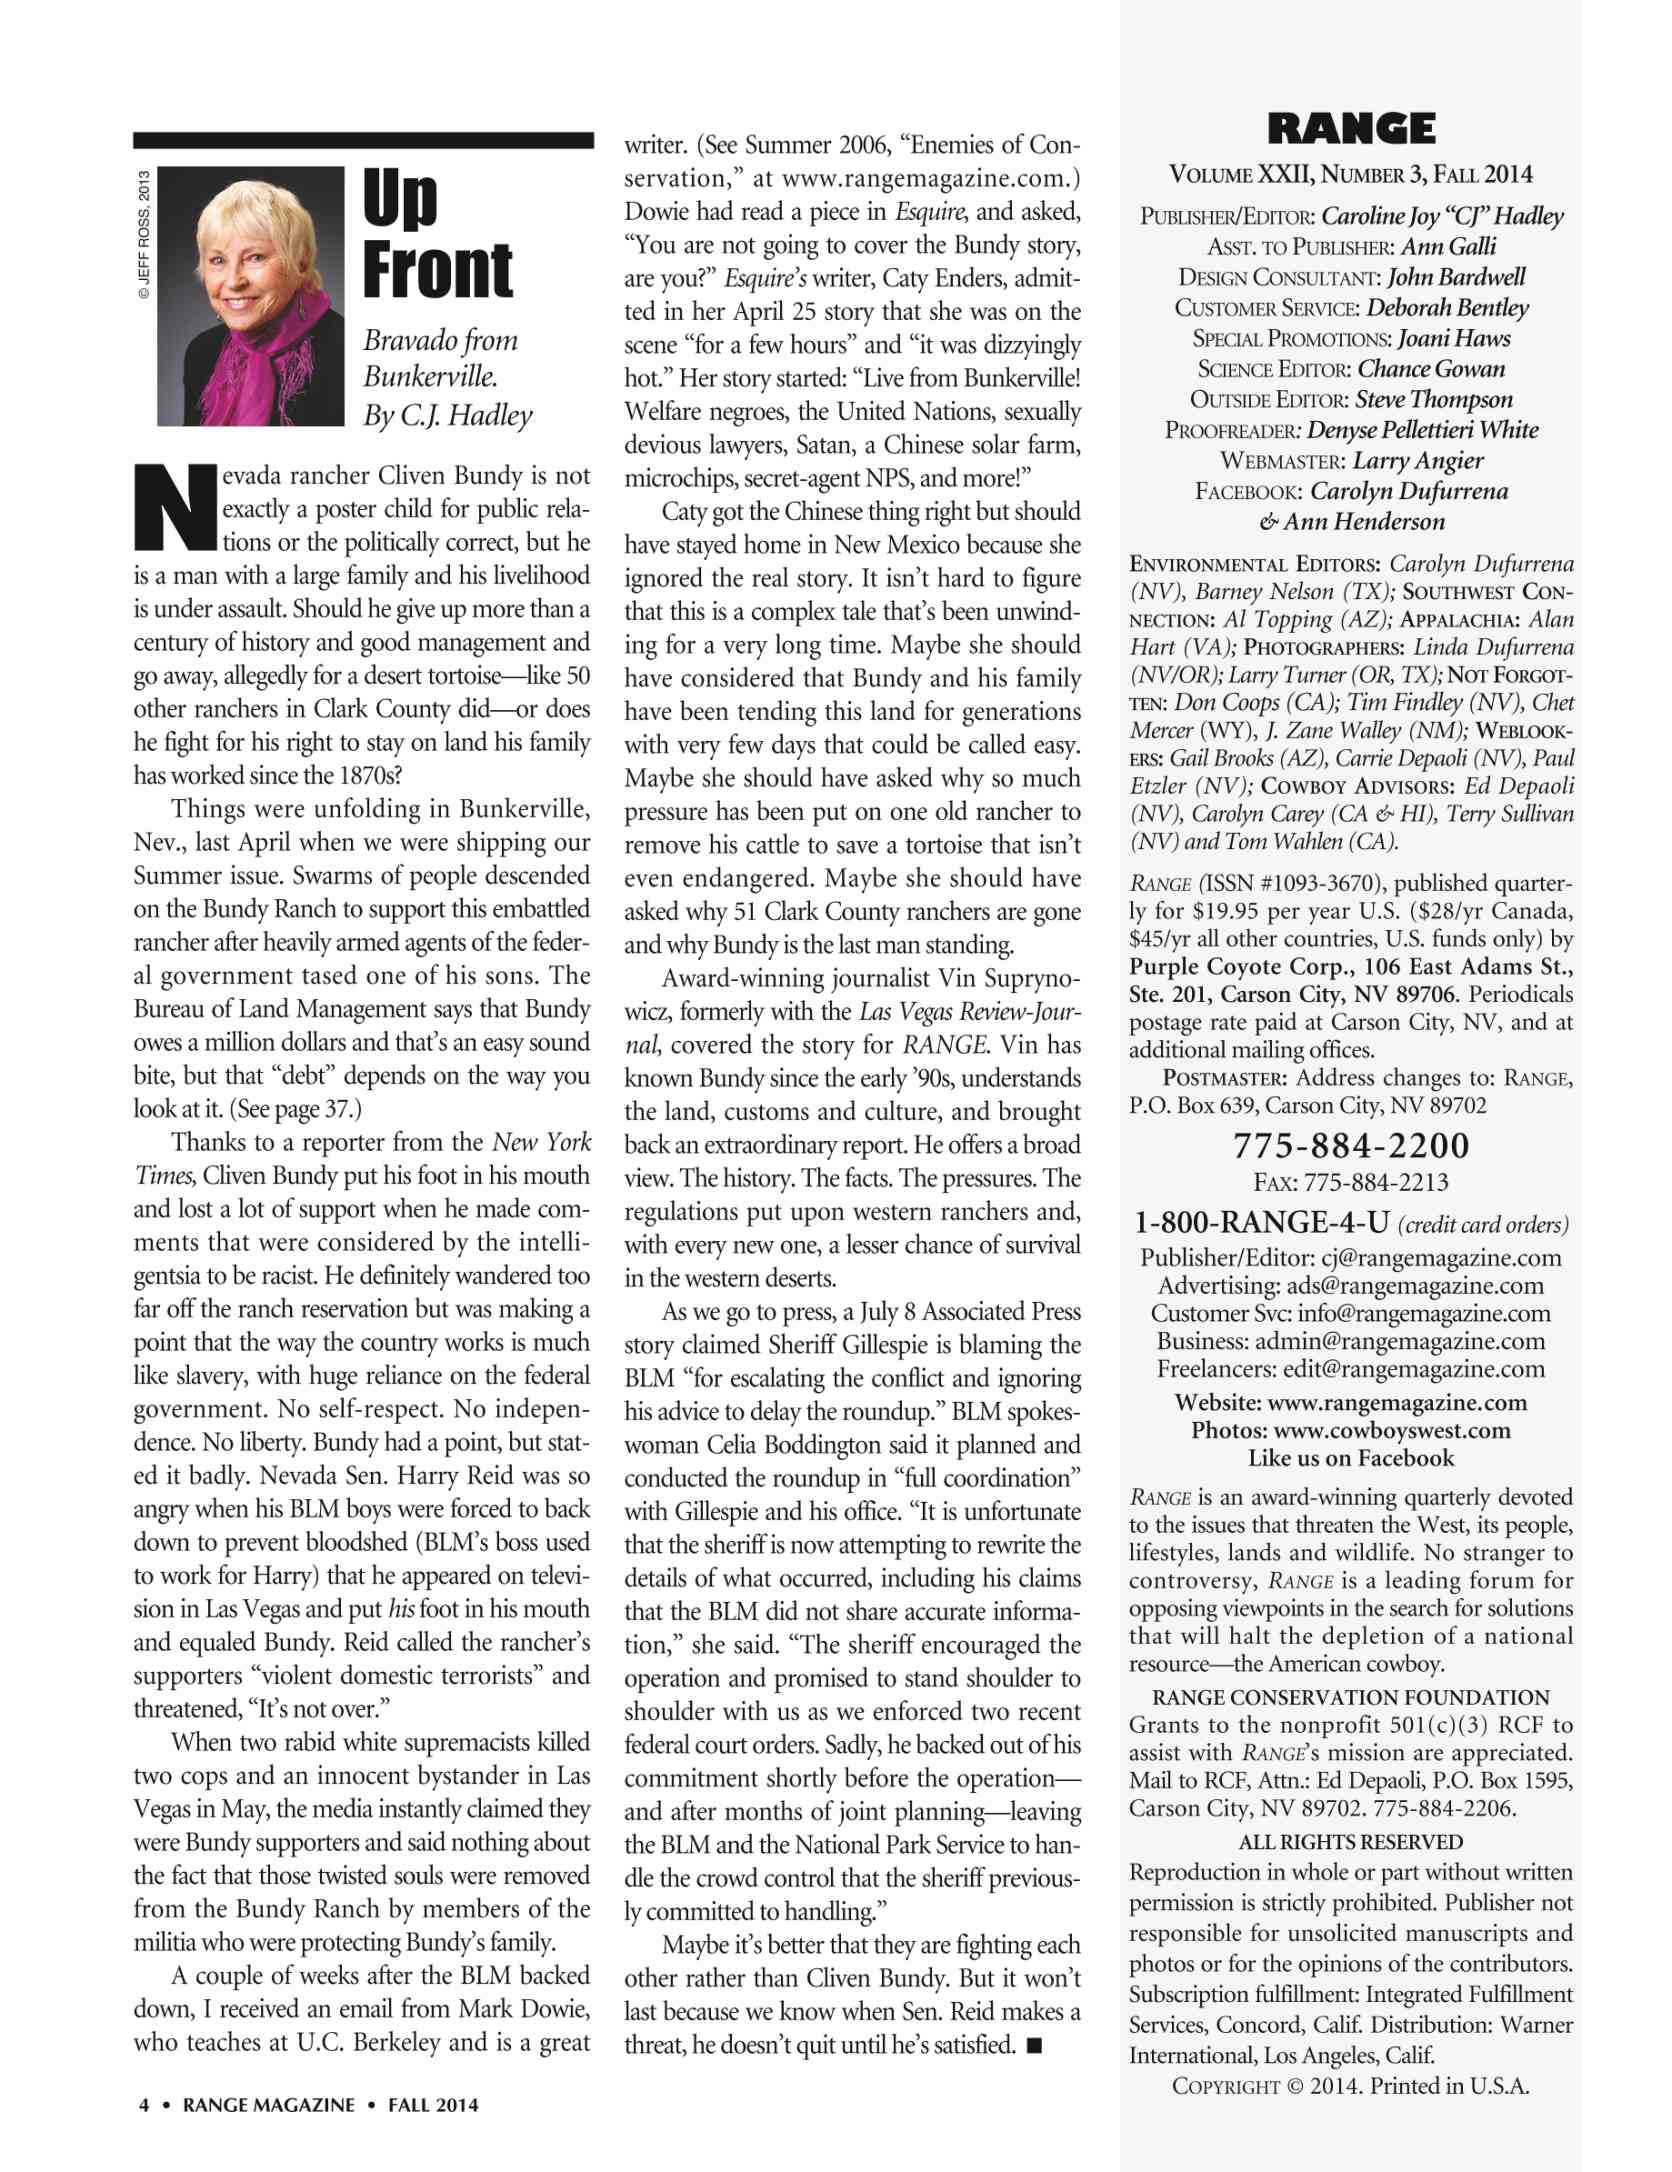 © JEFF ROSS, 2013
Up
Front
Bravado from
Bunkerville.
By C.J. Hadley
Nevada rancher Cliven Bundy is not
exactly a poster child for public rela-
tions or the politically correct, but he
is a man with a large family and his livelihood
is under assault. Should he give up more than a
century of history and good management and
go away, allegedly for a desert tortoise—like 50
other ranchers in Clark County did—or does
he fight for his right to stay on land his family
has worked since the 1870s?
Things were unfolding in Bunkerville,
Nev., last April when we were shipping our
Summer issue. Swarms of people descended
on the Bundy Ranch to support this embattled
rancher after heavily armed agents of the feder-
al government tased one of his sons. The
Bureau of Land Management says that Bundy
owes a million dollars and that's an easy sound
bite, but that “debt” depends on the way you
look at it. (See page 37.)
Thanks to a reporter from the New York
Times, Cliven Bundy put his foot in his mouth
and lost a lot of support when he made com-
ments that were considered by the intelli-
gentsia to be racist. He definitely wandered too
far off the ranch reservation but was making a
point that the way the country works is much
like slavery, with huge reliance on the federal
government. No self-respect. No indepen-
dence. No liberty. Bundy had a point, but stat-
ed it badly. Nevada Sen. Harry Reid was so
angry when his BLM boys were forced to back
down to prevent bloodshed (BLM's boss used
to work for Harry) that he appeared on televi-
sion in Las Vegas and put his foot in his mouth
and equaled Bundy. Reid called the rancher's
supporters “violent domestic terrorists” and
threatened, “It's not over.”
When two rabid white supremacists killed
two cops and an innocent bystander in Las
Vegas in May, the media instantly claimed they
were Bundy supporters and said nothing about
the fact that those twisted souls were removed
from the Bundy Ranch by members of the
militia who were protecting Bundy's family.
A couple of weeks after the BLM backed
down, I received an email from Mark Dowie,
who teaches at U.C. Berkeley and is a great
writer. (See Summer 2006, “Enemies of Con-
servation,” at www.rangemagazine.com.)
Dowie had read a piece in Esquire, and asked,
“You are not going to cover the Bundy story,
are you?” Esquire's writer, Caty Enders, admit-
ted in her April 25 story that she was on the
scene “for a few hours” and “it was dizzyingly
hot.” Her story started: “Live from Bunkerville!
Welfare negroes, the United Nations, sexually
devious lawyers, Satan, a Chinese solar farm,
microchips, secret-agent NPS, and more!”
Caty got the Chinese thing right but should
have stayed home in New Mexico because she
ignored the real story. It isn't hard to figure
that this is a complex tale that's been unwind-
ing for a very long time. Maybe she should
have considered that Bundy and his family
have been tending this land for generations
with very few days that could be called easy.
Maybe she should have asked why so much
pressure has been put on one old rancher to
remove his cattle to save a tortoise that isn't
even endangered. Maybe she should have
asked why 51 Clark County ranchers are gone
and why Bundy is the last man standing.
Award-winning journalist Vin Supryno-
wicz, formerly with the Las Vegas Review-Jour-
nal, covered the story for RANGE. Vin has
known Bundy since the early '90s, understands
the land, customs and culture, and brought
back an extraordinary report. He offers a broad
view. The history. The facts. The pressures. The
regulations put upon western ranchers and,
with every new one, a lesser chance of survival
in the western deserts.
As we go to press, a July 8 Associated Press
story claimed Sheriff Gillespie is blaming the
BLM “for escalating the conflict and ignoring
his advice to delay the roundup.” BLM spokes-
woman Celia Boddington said it planned and
conducted the roundup in “full coordination”
with Gillespie and his office. “It is unfortunate
that the sheriff is now attempting to rewrite the
details of what occurred, including his claims
that the BLM did not share accurate informa-
tion,” she said. “The sheriff encouraged the
operation and promised to stand shoulder to
shoulder with us as we enforced two recent
federal court orders. Sadly, he backed out of his
commitment shortly before the operation—
and after months of joint planning—leaving
the BLM and the National Park Service to han-
dle the crowd control that the sheriff previous-
ly committed to handling.”
Maybe it's better that they are fighting each
other rather than Cliven Bundy. But it won't
last because we know when Sen. Reid makes a
threat, he doesn't quit until he's satisfied. ■
RANGE
VOLUME XXII, NUMBER 3, FALL 2014
PUBLISHER/EDITOR: Caroline Joy “CJ” Hadley
ASST. TO PUBLISHER: Ann Galli
DESIGN CONSULTANT: John Bardwell
CUSTOMER SERVICE: Deborah Bentley
SPECIAL PROMOTIONS: Joani Haws
SCIENCE EDITOR: Chance Gowan
OUTSIDE EDITOR: Steve Thompson
PROOFREADER: Denyse Pellettieri White
WEBMASTER: Larry Angier
FACEBOOK: Carolyn Dufurrena
& Ann Henderson
ENVIRONMENTAL EDITORS: Carolyn Dufurrena
(NV), Barney Nelson (TX); SOUTHWEST CON-
NECTION: Al Topping (AZ); APPALACHIA: Alan
Hart (VA); PHOTOGRAPHERS: Linda Dufurrena
(NV/OR); Larry Turner (OR, TX); NOT FORGOT-
TEN: Don Coops (CA); Tim Findley (NV), Chet
Mercer (WY), J. Zane Walley (NM); WEBLOOK-
ERS: Gail Brooks (AZ), Carrie Depaoli (NV), Paul
Etzler (NV); COWBOY ADVISORS: Ed Depaoli
(NV), Carolyn Carey (CA & HI), Terry Sullivan
(NV) and Tom Wahlen (CA).
RANGE (ISSN #1093-3670), published quarter-
ly for $19.95 per year U.S. ($28/yr Canada,
$45/yr all other countries, U.S. funds only) by
Purple Coyote Corp., 106 East Adams St.,
Ste. 201, Carson City, NV 89706. Periodicals
postage rate paid at Carson City, NV, and at
additional mailing offices.
POSTMASTER: Address changes to: RANGE,
P.O. Box 639, Carson City, NV 89702
775-884-2200
FAX: 775-884-2213
1-800-RANGE-4-U (credit card orders)
Publisher/Editor: cj@rangemagazine.com
Advertising: ads@rangemagazine.com
Customer Svc: info@rangemagazine.com
Business: admin@rangemagazine.com
Freelancers: edit@rangemagazine.com
Website: www.rangemagazine.com
Photos: www.cowboyswest.com
Like us on Facebook
RANGE is an award-winning quarterly devoted
to the issues that threaten the West, its people,
lifestyles, lands and wildlife. No stranger to
controversy, RANGE is a leading forum for
opposing viewpoints in the search for solutions
that will halt the depletion of a national
resource—the American cowboy.
RANGE CONSERVATION FOUNDATION
Grants to the nonprofit 501(c)(3) RCF to
assist with RANGE's mission are appreciated.
Mail to RCF, Attn.: Ed Depaoli, P.O. Box 1595,
Carson City, NV 89702. 775-884-2206.
ALL RIGHTS RESERVED
Reproduction in whole or part without written
permission is strictly prohibited. Publisher not
responsible for unsolicited manuscripts and
photos or for the opinions of the contributors.
Subscription fulfillment: Integrated Fulfillment
Services, Concord, Calif. Distribution: Warner
International, Los Angeles, Calif.
COPYRIGHT © 2014. Printed in U.S.A.
4 • RANGE MAGAZINE • FALL 2014